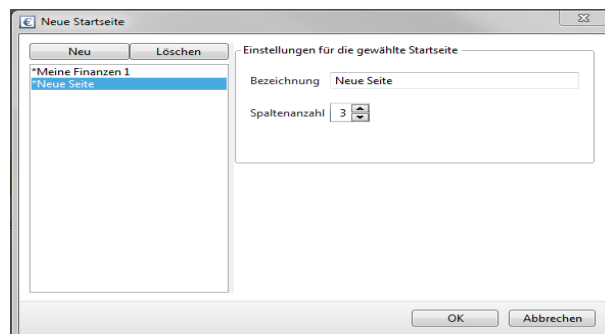 € Neue Startseite
Neu Löschen
*Meine Finanzen 1
*Neue Seite
Einstellungen für die gewählte Startseite
Bezeichnung Neue Seite
Spaltenanzahl 3
OK Abbrechen